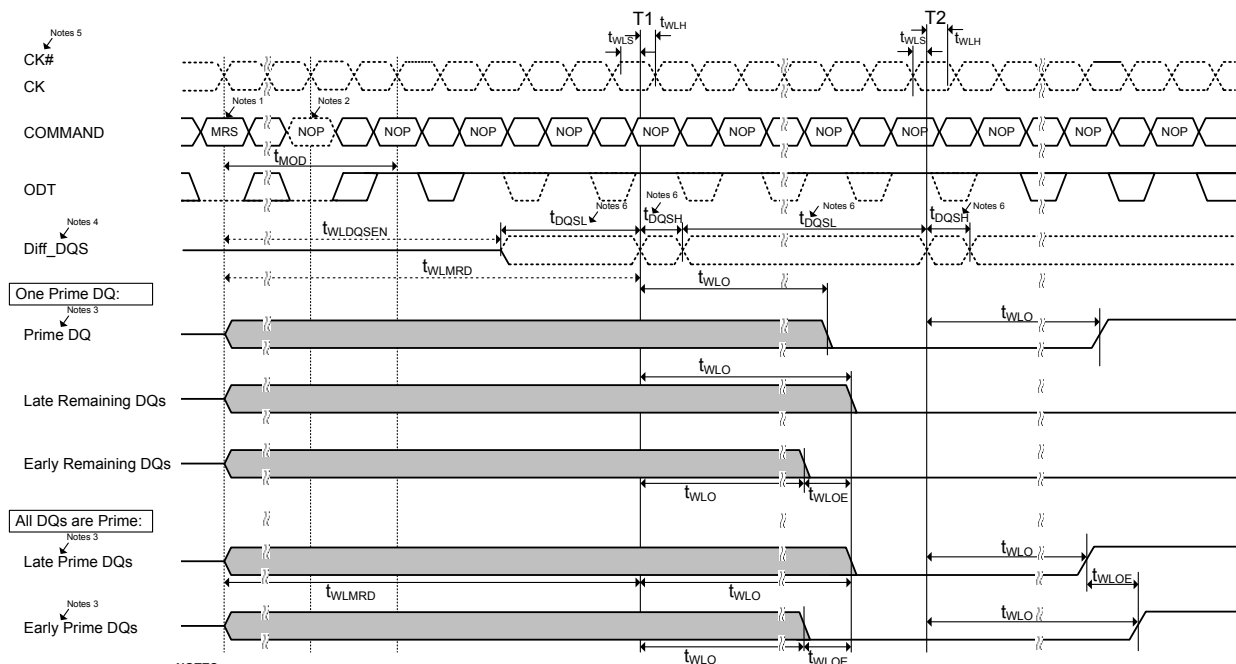 T1
T2
tWLS
tWLH
tWLS
tWLH
Notes 5
CK#
CK
Notes 1
Notes 2
COMMAND
MRS
NOP
NOP
NOP
NOP
NOP
NOP
NOP
NOP
NOP
NOP
NOP
tMOD
ODT
Notes 4
Diff_DQS
tWLDQSEN
tDQSL
Notes 6
tDQSH
Notes 6
tDQSL
Notes 6
tDQSH
Notes 6
tWLMRD
tWLO
One Prime DQ:
Notes 3
Prime DQ
tWLO
tWLO
Late Remaining DQs
Early Remaining DQs
tWLO
tWLOE
All DQs are Prime:
Notes 3
Late Prime DQs
tWLO
tWLOE
tWLMRD
tWLO
Notes 3
Early Prime DQs
tWLO
tWLO
tWLOE